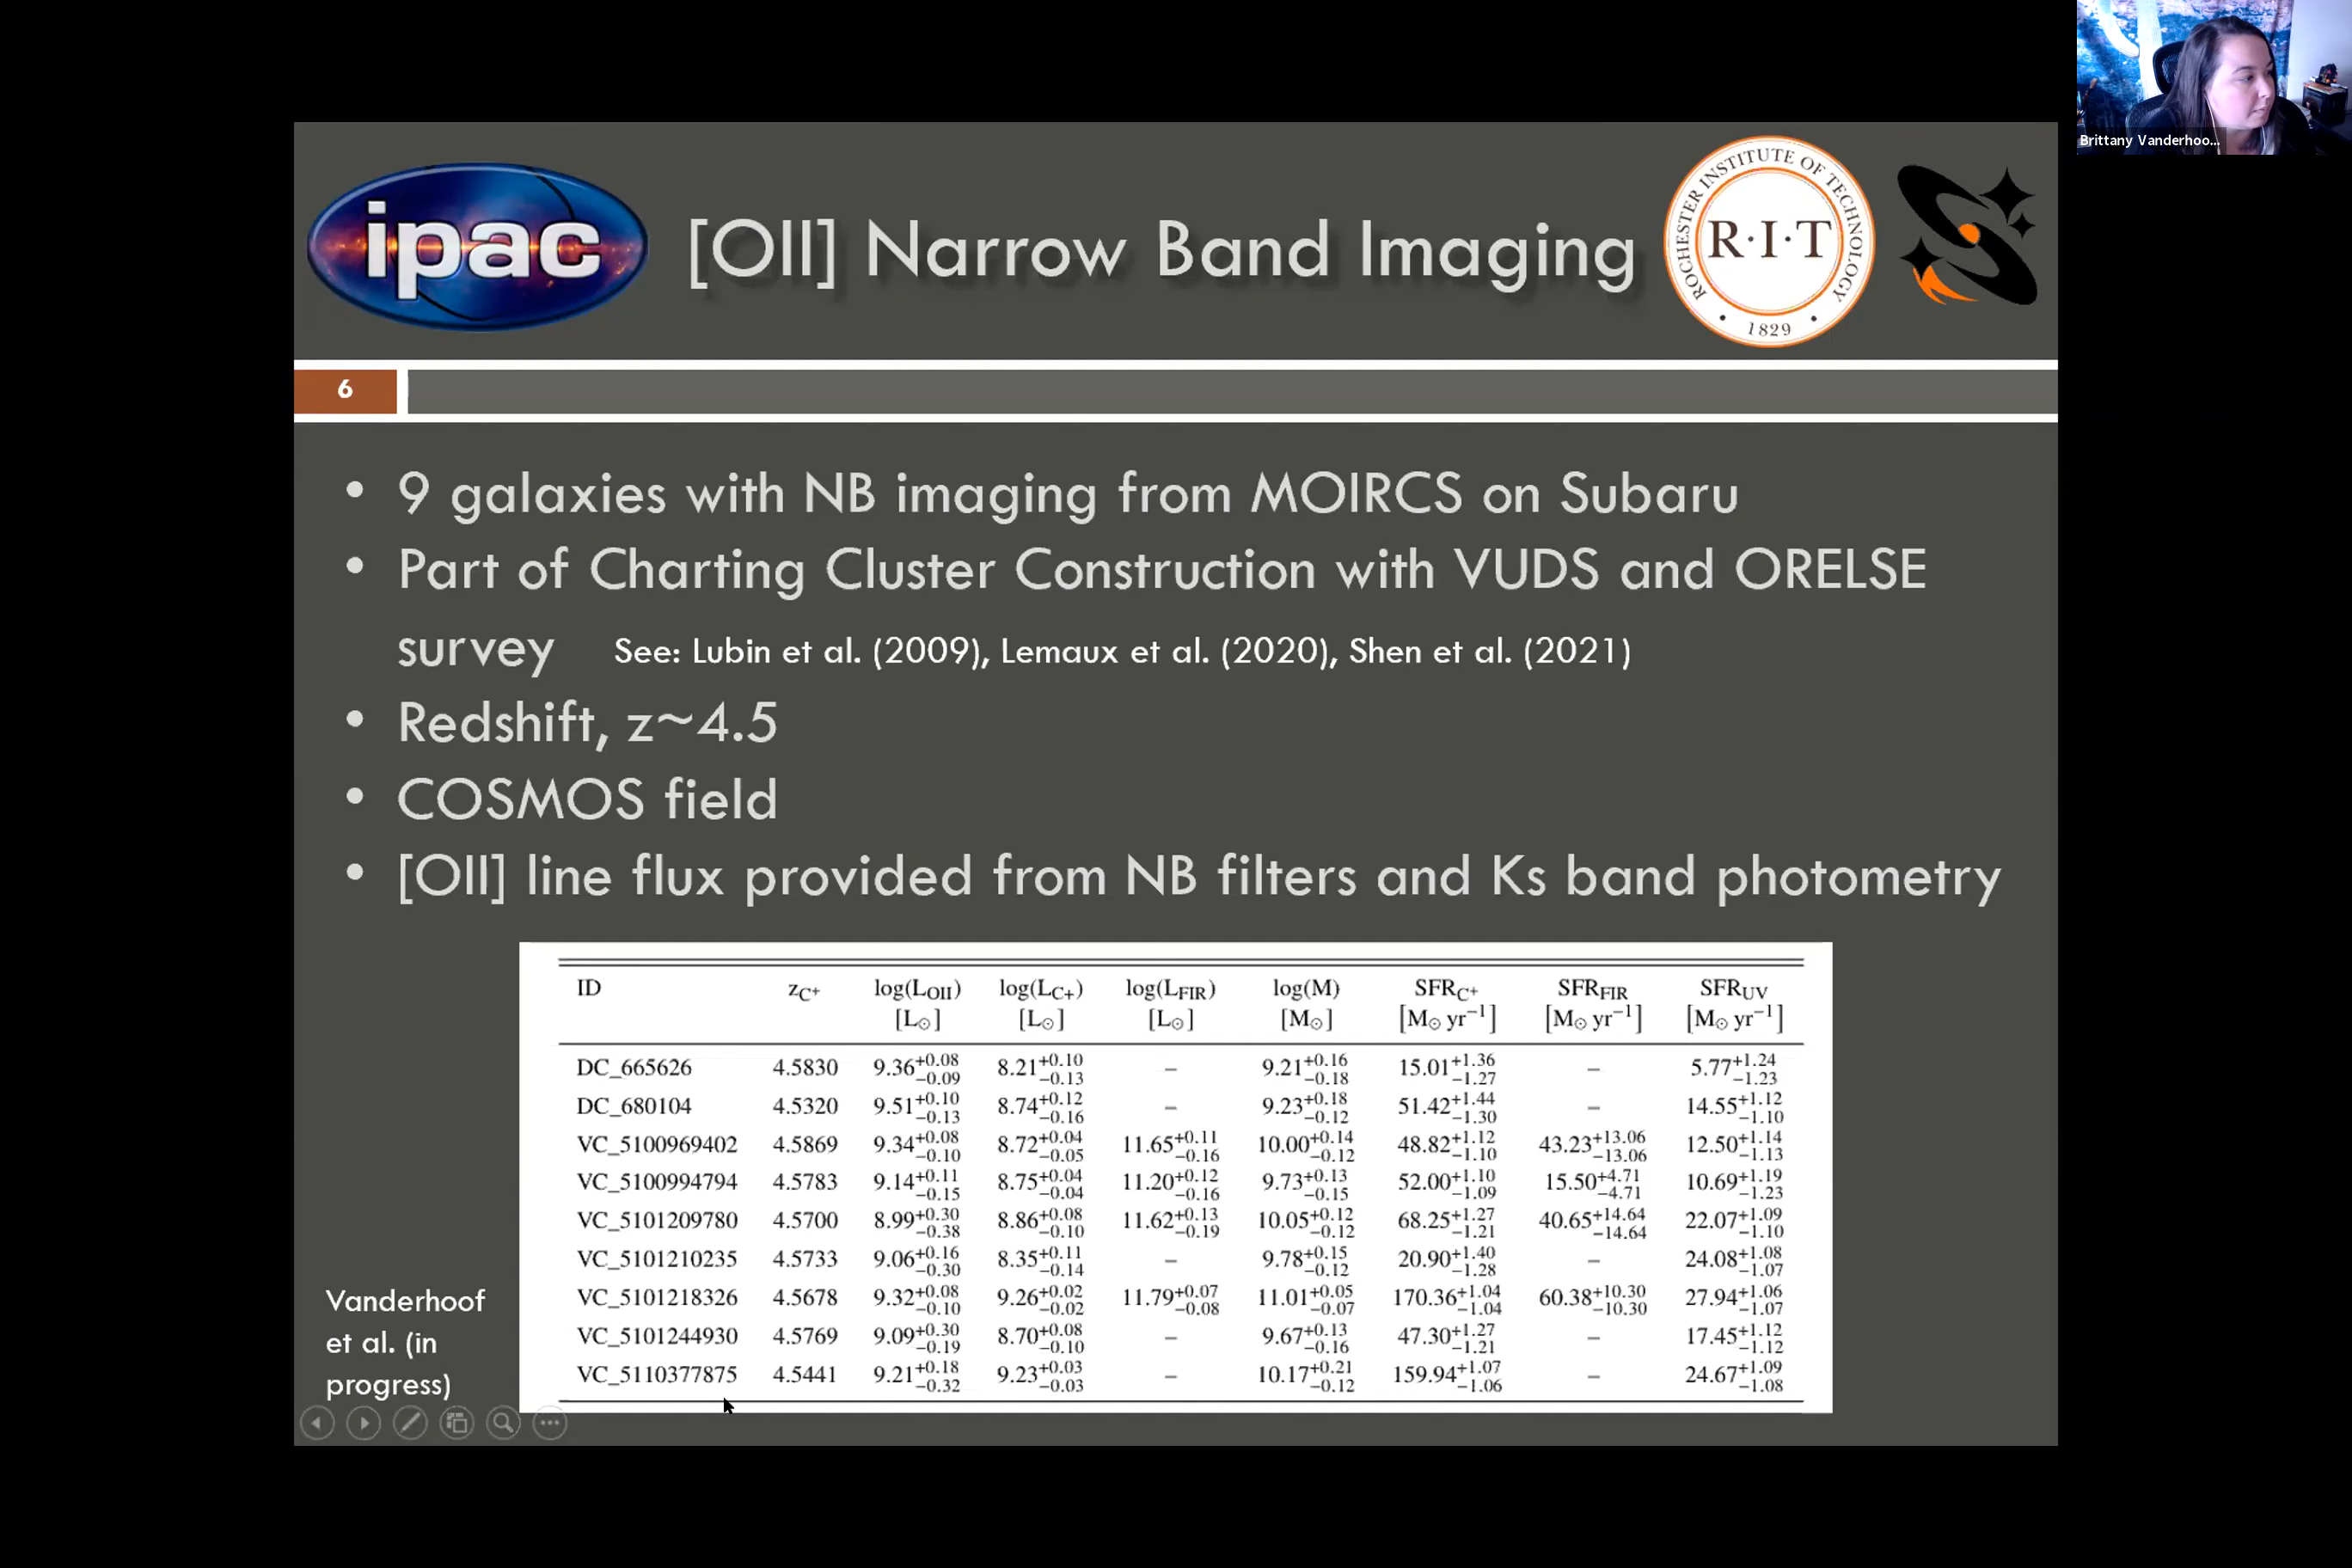 Brittany Vanderhoo...
ipac
[OII] Narrow Band Imaging
ROCHESTER INSTITUTE OF TECHNOLOGY
R·I·T
1829
6
• 9 galaxies with NB imaging from MOIRCS on Subaru
• Part of Charting Cluster Construction with VUDS and ORELSE
survey See: Lubin et al. (2009), Lemaux et al. (2020), Shen et al. (2021)
• Redshift, z~4.5
• COSMOS field
• [OII] line flux provided from NB filters and Ks band photometry
ID z_C+ log(L_OII) log(L_C+) log(L_FIR) log(M) SFR_C+ SFR_FIR SFR_UV
[L⊙] [L⊙] [L⊙] [M⊙] [M⊙ yr−1] [M⊙ yr−1] [M⊙ yr−1]
DC_665626 4.5830 9.36+0.08−0.09 8.21+0.10−0.13 – 9.21+0.16−0.18 15.01+1.36−1.27 – 5.77+1.24−1.23
DC_680104 4.5320 9.51+0.10−0.13 8.74+0.12−0.16 – 9.23+0.18−0.12 51.42+1.44−1.30 – 14.55+1.12−1.10
VC_5100969402 4.5869 9.34+0.08−0.10 8.72+0.04−0.05 11.65+0.11−0.16 10.00+0.14−0.12 48.82+1.12−1.10 43.23+13.06−13.06 12.50+1.14−1.13
VC_5100994794 4.5783 9.14+0.11−0.15 8.75+0.04−0.04 11.20+0.12−0.16 9.73+0.13−0.15 52.00+1.10−1.09 15.50+4.71−4.71 10.69+1.19−1.23
VC_5101209780 4.5700 8.99+0.30−0.38 8.86+0.08−0.10 11.62+0.13−0.19 10.05+0.12−0.12 68.25+1.27−1.21 40.65+14.64−14.64 22.07+1.09−1.10
VC_5101210235 4.5733 9.06+0.16−0.30 8.35+0.11−0.14 – 9.78+0.15−0.12 20.90+1.40−1.28 – 24.08+1.08−1.07
VC_5101218326 4.5678 9.32+0.08−0.10 9.26+0.02−0.02 11.79+0.07−0.08 11.01+0.05−0.07 170.36+1.04−1.04 60.38+10.30−10.30 27.94+1.06−1.07
VC_5101244930 4.5769 9.09+0.30−0.19 8.70+0.08−0.10 – 9.67+0.13−0.16 47.30+1.27−1.21 – 17.45+1.12−1.12
VC_5110377875 4.5441 9.21+0.18−0.32 9.23+0.03−0.03 – 10.17+0.21−0.12 159.94+1.07−1.06 – 24.67+1.09−1.08
Vanderhoof
et al. (in
progress)